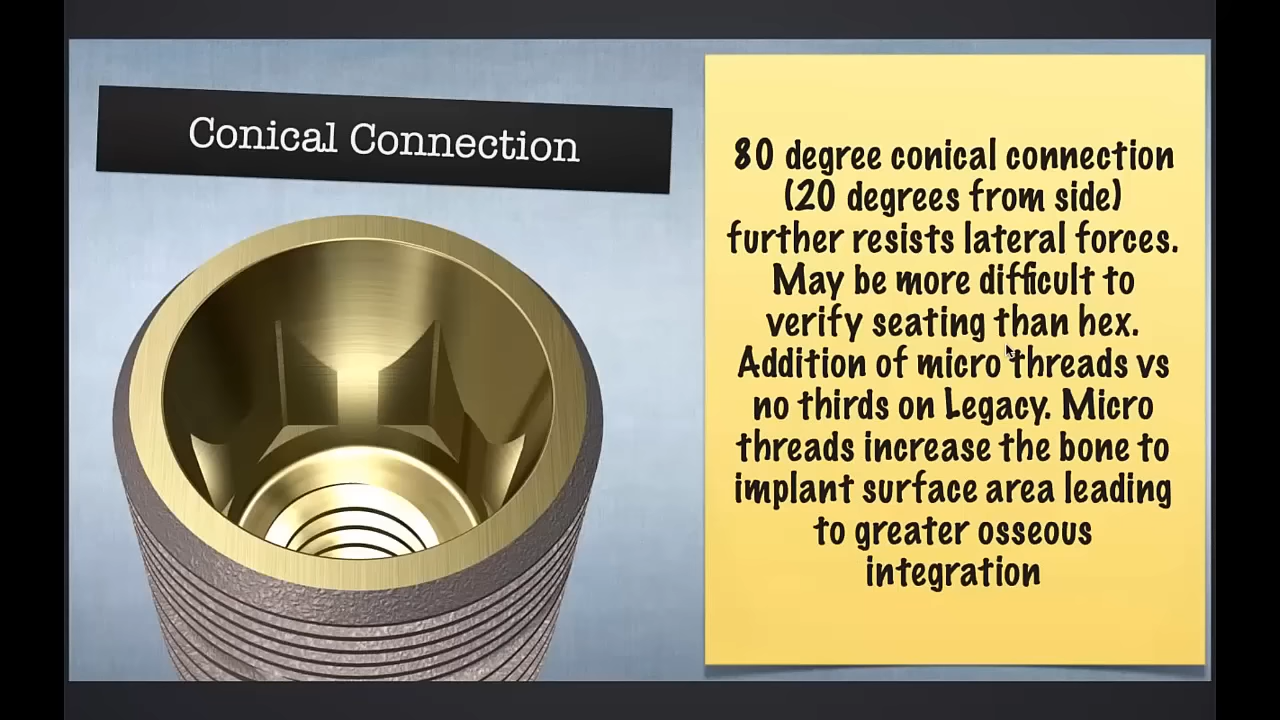 Conical Connection
80 degree conical connection
(20 degrees from side)
further resists lateral forces.
May be more difficult to
verify seating than hex.
Addition of micro threads vs
no thirds on Legacy. Micro
threads increase the bone to
implant surface area leading
to greater osseous
integration